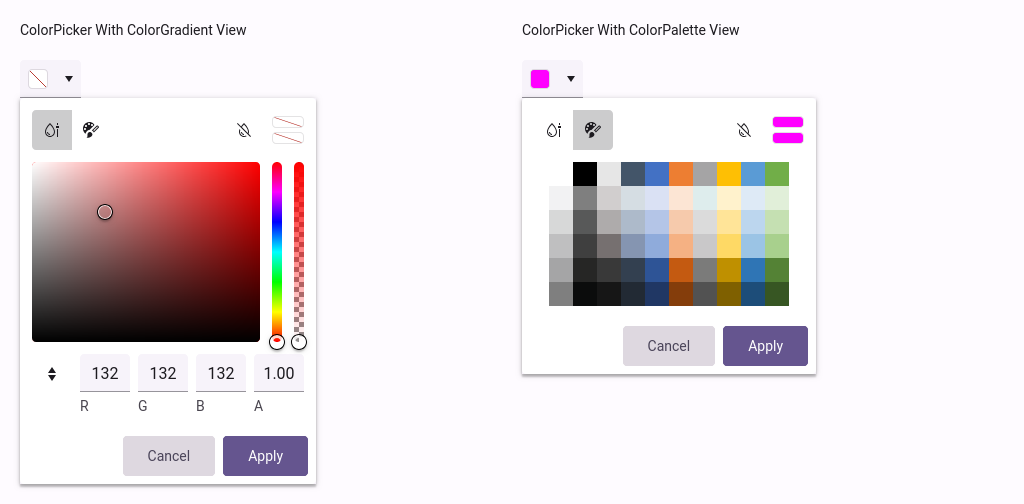 ColorPicker With ColorGradient View
132 132 132 1.00
R G B A
Cancel Apply
ColorPicker With ColorPalette View
Cancel Apply